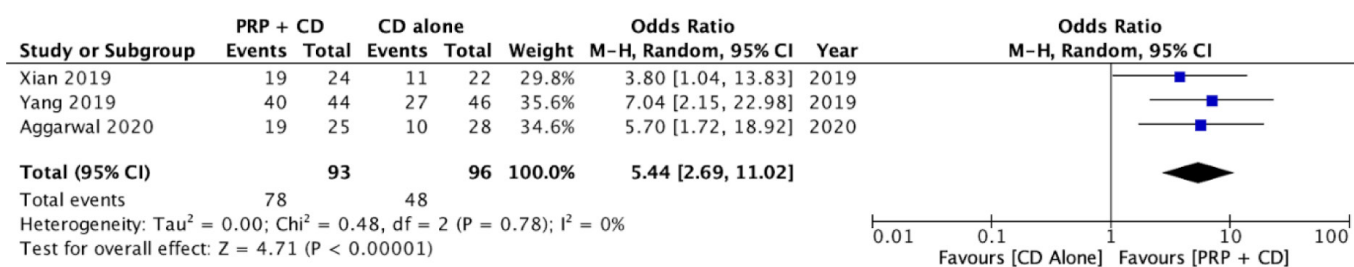 PRP + CD CD alone Odds Ratio Odds Ratio
Study or Subgroup Events Total Events Total Weight M-H, Random, 95% CI Year M-H, Random, 95% CI
Xian 2019 19 24 11 22 29.8% 3.80 [1.04, 13.83] 2019
Yang 2019 40 44 27 46 35.6% 7.04 [2.15, 22.98] 2019
Aggarwal 2020 19 25 10 28 34.6% 5.70 [1.72, 18.92] 2020
Total (95% CI) 93 96 100.0% 5.44 [2.69, 11.02]
Total events 78 48
Heterogeneity: Tau² = 0.00; Chi² = 0.48, df = 2 (P = 0.78); I² = 0%
Test for overall effect: Z = 4.71 (P < 0.00001)
0.01 0.1 1 10 100
Favours [CD Alone] Favours [PRP + CD]